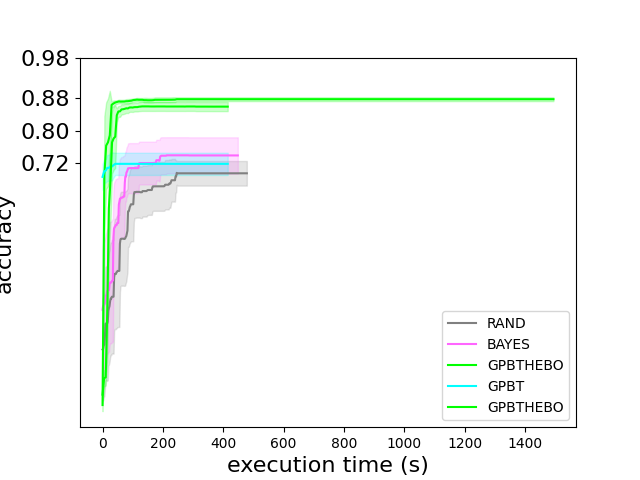 0.98
0.88
0.80
0.72
accuracy
0 200 400 600 800 1000 1200 1400
execution time (s)
RAND
BAYES
GPBTHEBO
GPBT
GPBTHEBO